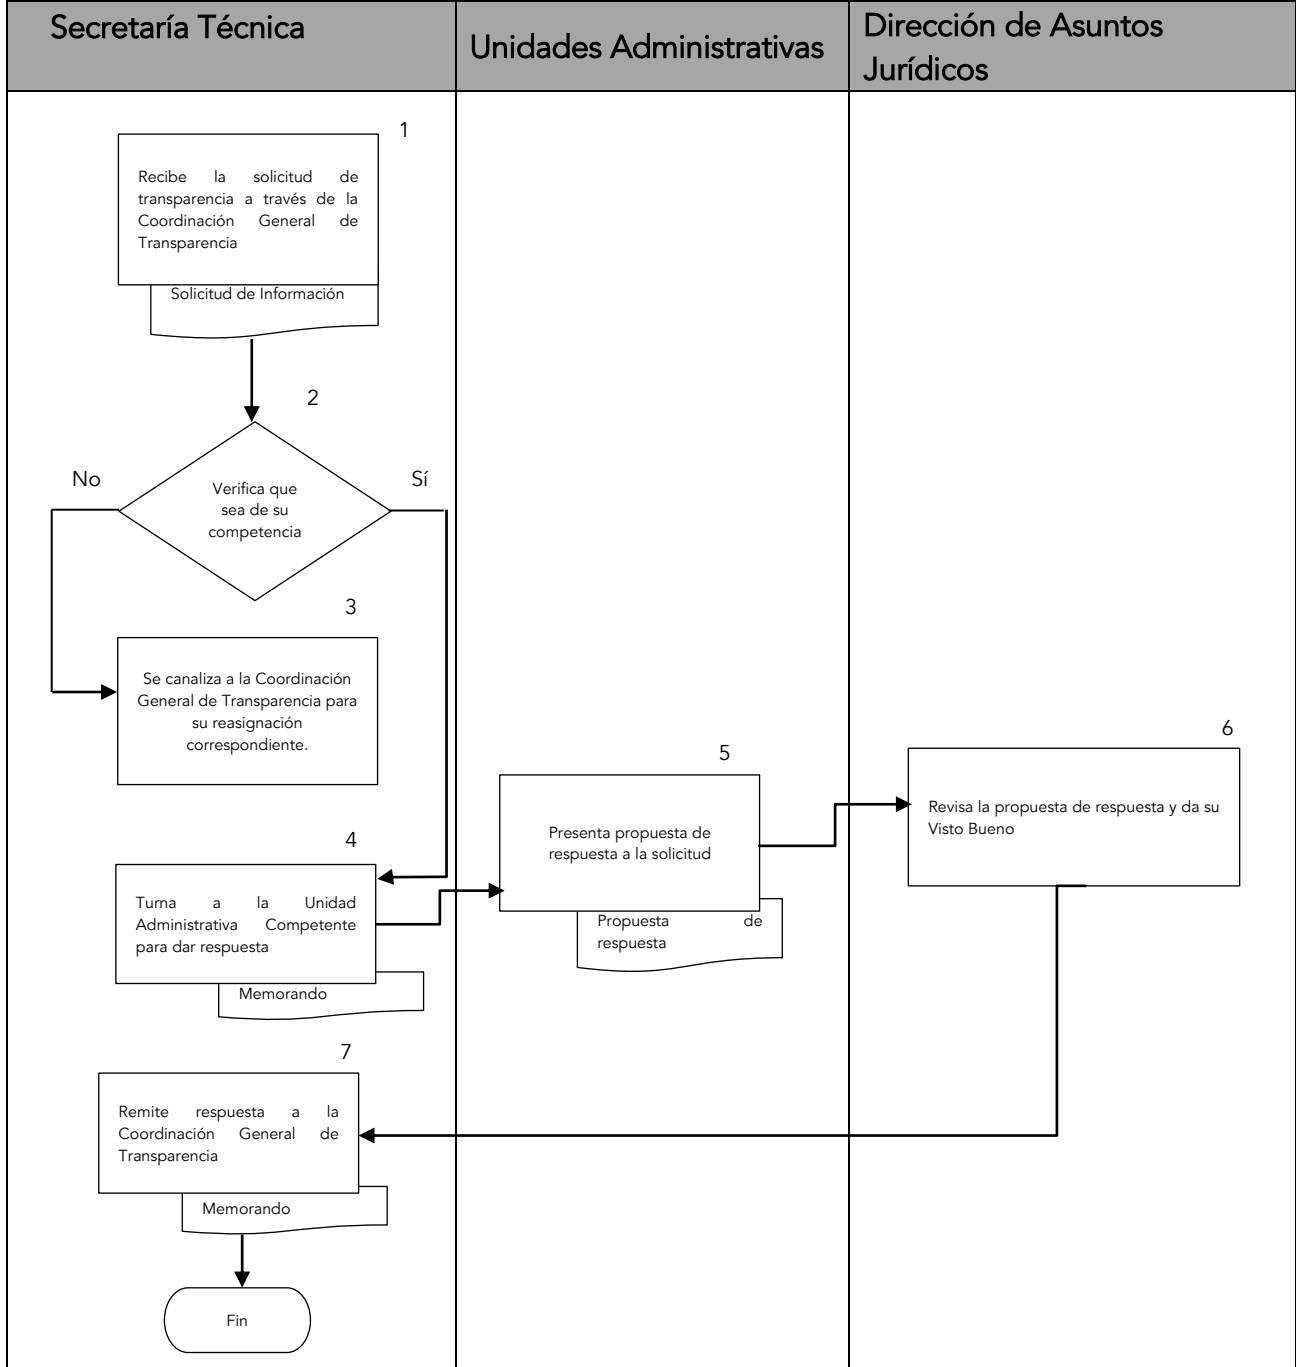 Secretaría Técnica
Unidades Administrativas
Dirección de Asuntos
Jurídicos
1
Recibe la solicitud de
transparencia a través de la
Coordinación General de
Transparencia
Solicitud de Información
2
No
Sí
Verifica que
sea de su
competencia
3
Se canaliza a la Coordinación
General de Transparencia para
su reasignación
correspondiente.
4
Turna a la Unidad
Administrativa Competente
para dar respuesta
Memorando
5
Presenta propuesta de
respuesta a la solicitud
Propuesta de
respuesta
6
Revisa la propuesta de respuesta y da su
Visto Bueno
7
Remite respuesta a la
Coordinación General de
Transparencia
Memorando
Fin